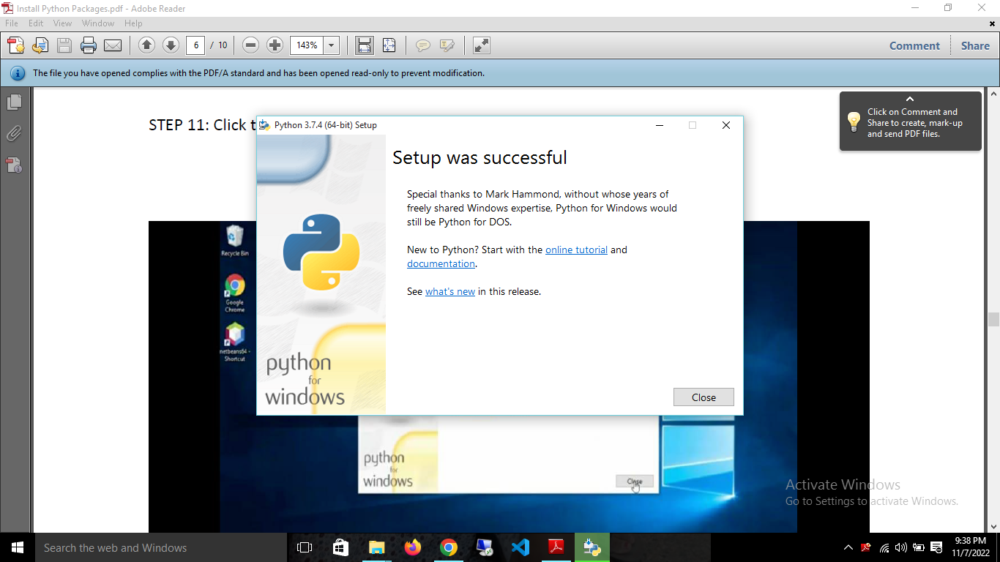 Install Python Packages.pdf - Adobe Reader
File Edit View Window Help
6 / 10 143% Comment Share
The file you have opened complies with the PDF/A standard and has been opened read-only to prevent modification.
Click on Comment and
Share to create, mark-up
and send PDF files.
STEP 11: Click t
Python 3.7.4 (64-bit) Setup
Setup was successful
Special thanks to Mark Hammond, without whose years of
freely shared Windows expertise, Python for Windows would
still be Python for DOS.
New to Python? Start with the online tutorial and
documentation.
See what's new in this release.
python
for
windows
Close
Recycle Bin
Google
Chrome
netbeans64 -
Shortcut
python
for
windows
Close
Activate Windows
Go to Settings to activate Windows.
Search the web and Windows
9:38 PM
11/7/2022